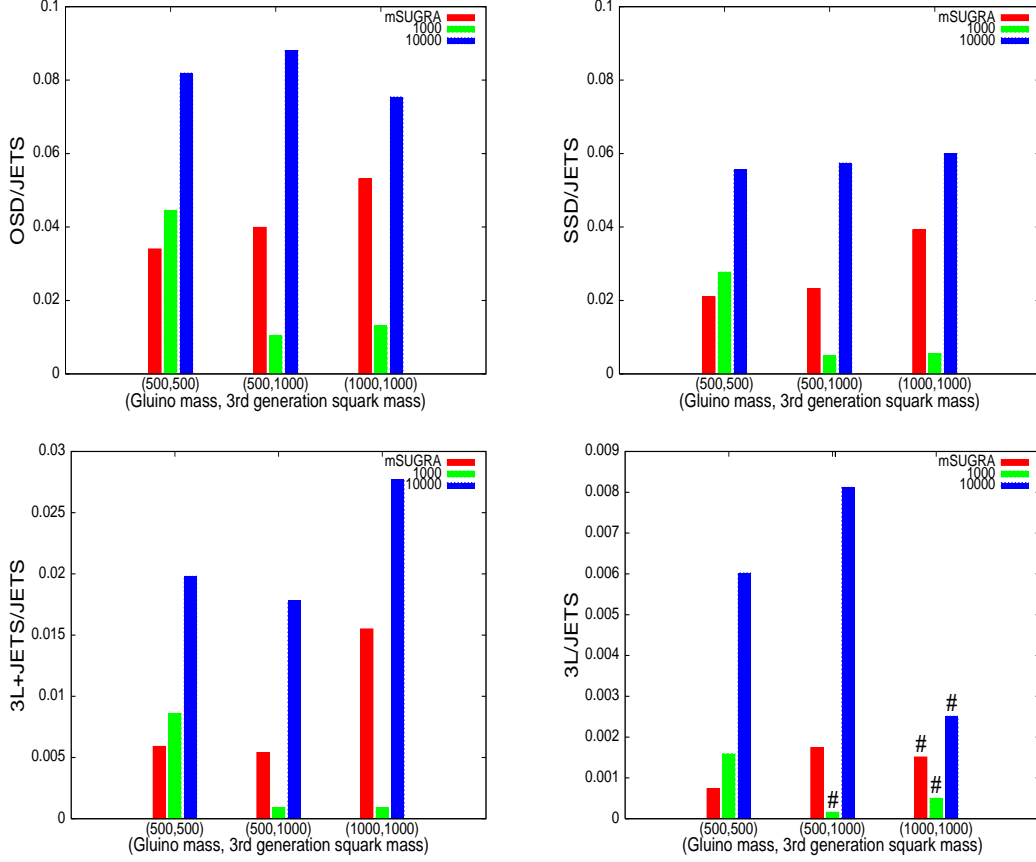 mSUGRA
1000
10000
0.1
0.08
0.06
0.04
0.02
0
OSD/JETS
(500,500) (500,1000) (1000,1000)
(Gluino mass, 3rd generation squark mass)
mSUGRA
1000
10000
0.1
0.08
0.06
0.04
0.02
0
SSD/JETS
(500,500) (500,1000) (1000,1000)
(Gluino mass, 3rd generation squark mass)
mSUGRA
1000
10000
0.03
0.025
0.02
0.015
0.01
0.005
0
3L+JETS/JETS
(500,500) (500,1000) (1000,1000)
(Gluino mass, 3rd generation squark mass)
mSUGRA
1000
10000
0.009
0.008
0.007
0.006
0.005
0.004
0.003
0.002
0.001
0
3L/JETS
# # # #
(500,500) (500,1000) (1000,1000)
(Gluino mass, 3rd generation squark mass)